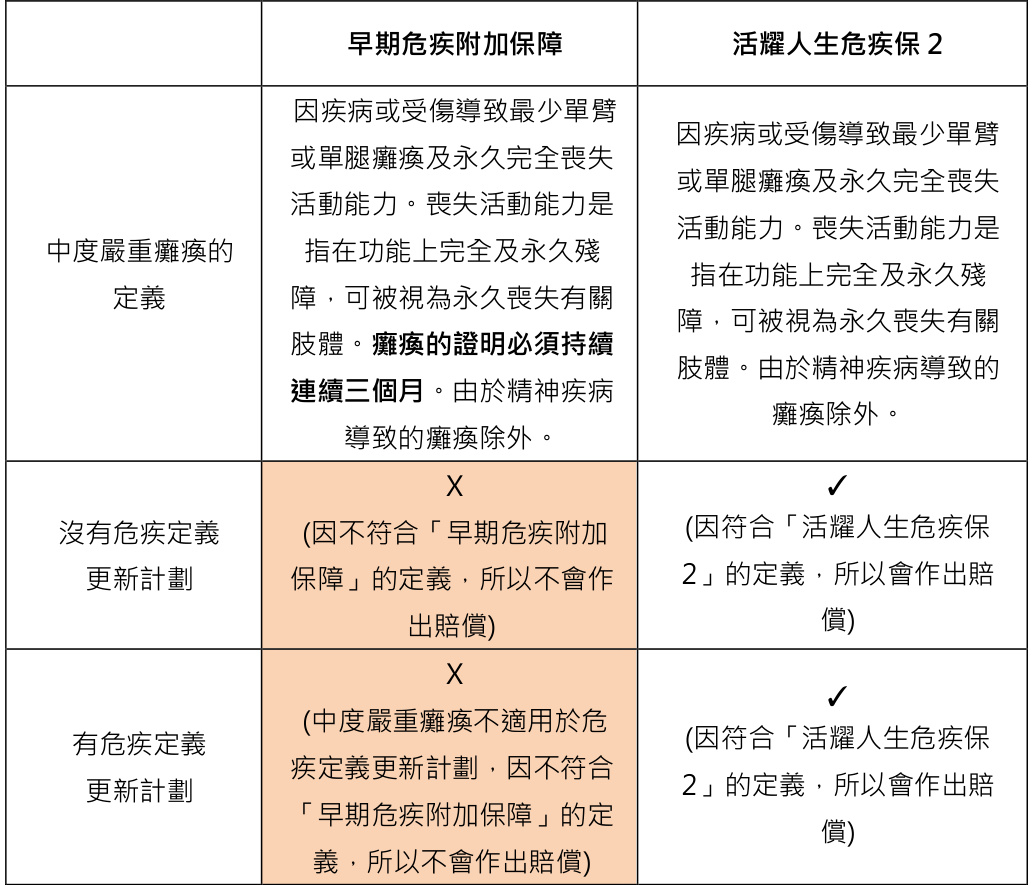 早期危疾附加保障
活耀人生危疾保 2
中度嚴重癱瘓的
定義
因疾病或受傷導致最少單臂
或單腿癱瘓及永久完全喪失
活動能力。喪失活動能力是
指在功能上完全及永久殘
障，可被視為永久喪失有關
肢體。癱瘓的證明必須持續
連續三個月。由於精神疾病
導致的癱瘓除外。
因疾病或受傷導致最少單臂
或單腿癱瘓及永久完全喪失
活動能力。喪失活動能力是
指在功能上完全及永久殘
障，可被視為永久喪失有關
肢體。由於精神疾病導致的
癱瘓除外。
沒有危疾定義
更新計劃
X
(因不符合「早期危疾附加
保障」的定義，所以不會作
出賠償)
✓
(因符合「活耀人生危疾保
2」的定義，所以會作出賠
償)
有危疾定義
更新計劃
X
(中度嚴重癱瘓不適用於危
疾定義更新計劃，因不符合
「早期危疾附加保障」的定
義，所以不會作出賠償)
✓
(因符合「活耀人生危疾保
2」的定義，所以會作出賠
償)